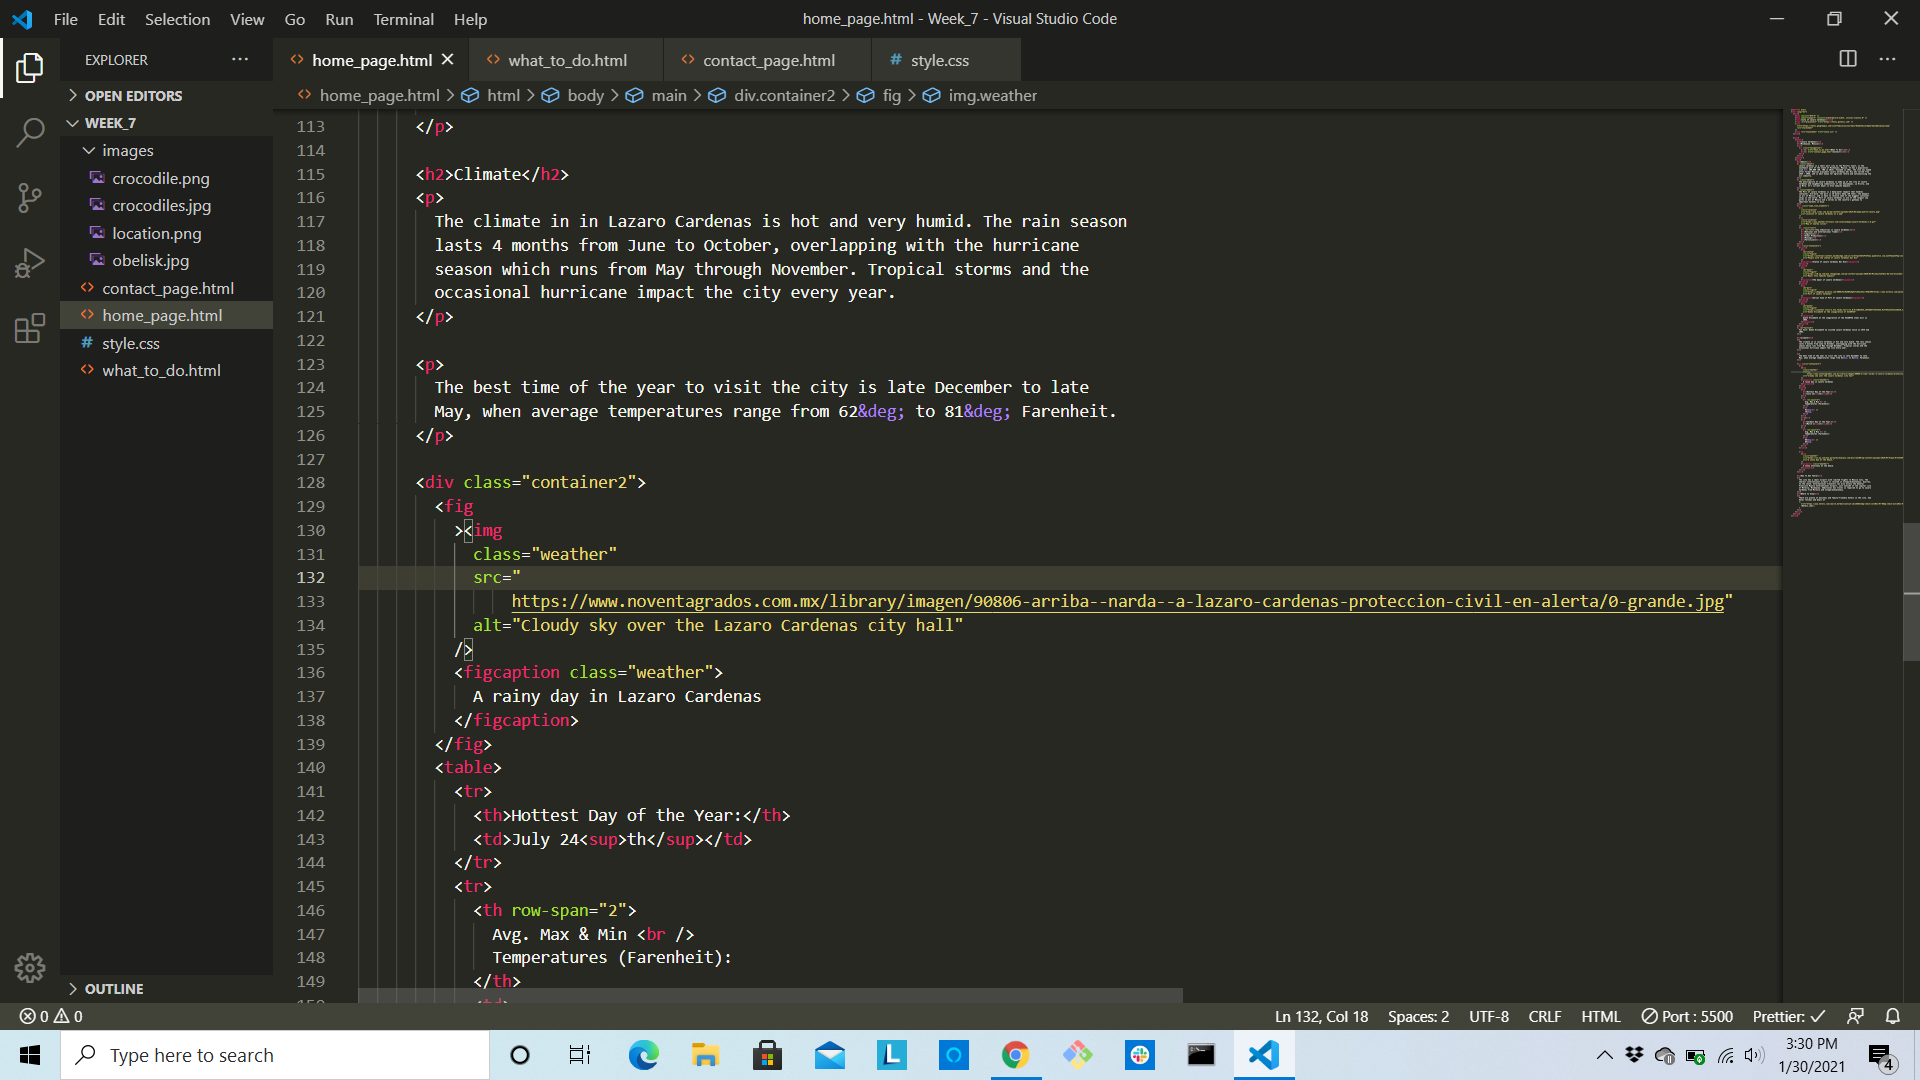 File Edit Selection View Go Run Terminal Help
home_page.html - Week_7 - Visual Studio Code
EXPLORER
home_page.html
what_to_do.html
contact_page.html
# style.css
OPEN EDITORS
home_page.html > html > body > main > div.container2 > fig > img.weather
WEEK_7
images
crocodile.png
crocodiles.jpg
location.png
obelisk.jpg
contact_page.html
home_page.html
# style.css
what_to_do.html
OUTLINE
113 </p>
114
115 <h2>Climate</h2>
116 <p>
117 The climate in in Lazaro Cardenas is hot and very humid. The rain season
118 lasts 4 months from June to October, overlapping with the hurricane
119 season which runs from May through November. Tropical storms and the
120 occasional hurricane impact the city every year.
121 </p>
122
123 <p>
124 The best time of the year to visit the city is late December to late
125 May, when average temperatures range from 62&deg; to 81&deg; Farenheit.
126 </p>
127
128 <div class="container2">
129 <fig
130 ><img
131 class="weather"
132 src="
133 https://www.noventagrados.com.mx/library/imagen/90806-arriba--narda--a-lazaro-cardenas-proteccion-civil-en-alerta/0-grande.jpg"
134 alt="Cloudy sky over the Lazaro Cardenas city hall"
135 />
136 <figcaption class="weather">
137 A rainy day in Lazaro Cardenas
138 </figcaption>
139 </fig>
140 <table>
141 <tr>
142 <th>Hottest Day of the Year:</th>
143 <td>July 24<sup>th</sup></td>
144 </tr>
145 <tr>
146 <th row-span="2">
147 Avg. Max & Min <br />
148 Temperatures (Farenheit):
149 </th>
0 0
Ln 132, Col 18 Spaces: 2 UTF-8 CRLF HTML Port : 5500 Prettier: ✓
Type here to search
L
3:30 PM
1/30/2021
4